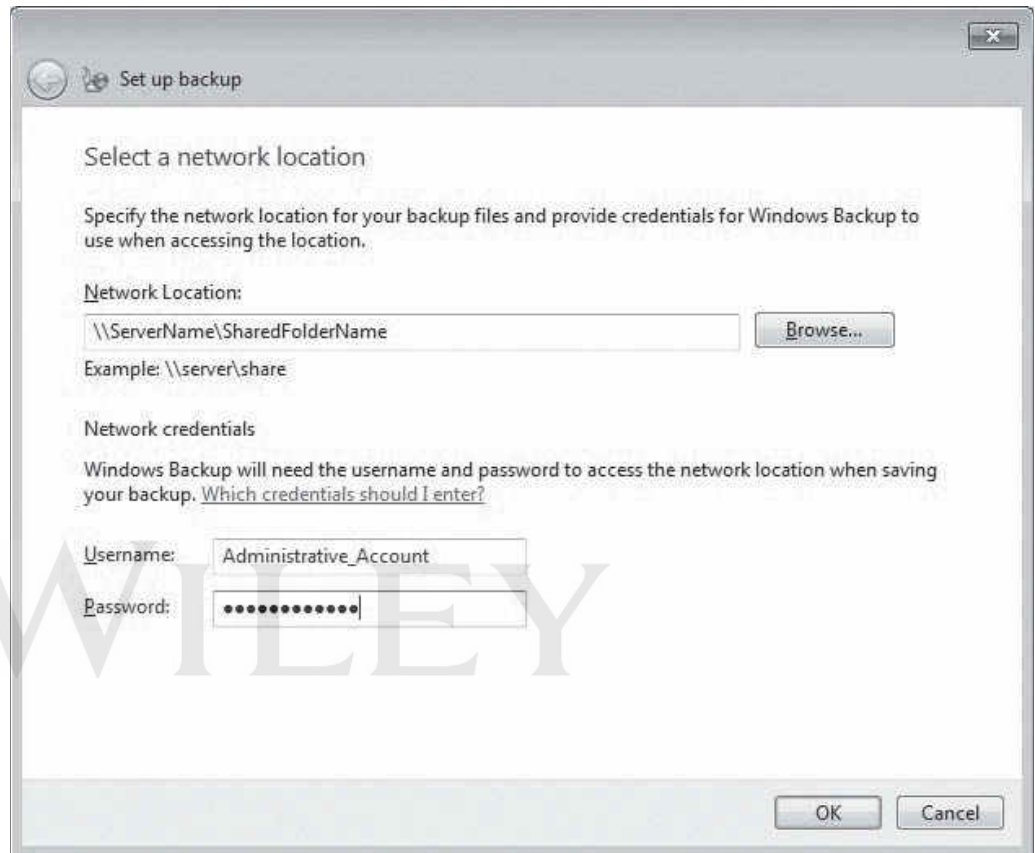 Set up backup
Select a network location
Specify the network location for your backup files and provide credentials for Windows Backup to
use when accessing the location.
Network Location:
\\ServerName\SharedFolderName
Browse...
Example: \\server\share
Network credentials
Windows Backup will need the username and password to access the network location when saving
your backup. Which credentials should I enter?
Username: Administrative_Account
Password: ●●●●●●●●●●●●
WILEY
OK Cancel